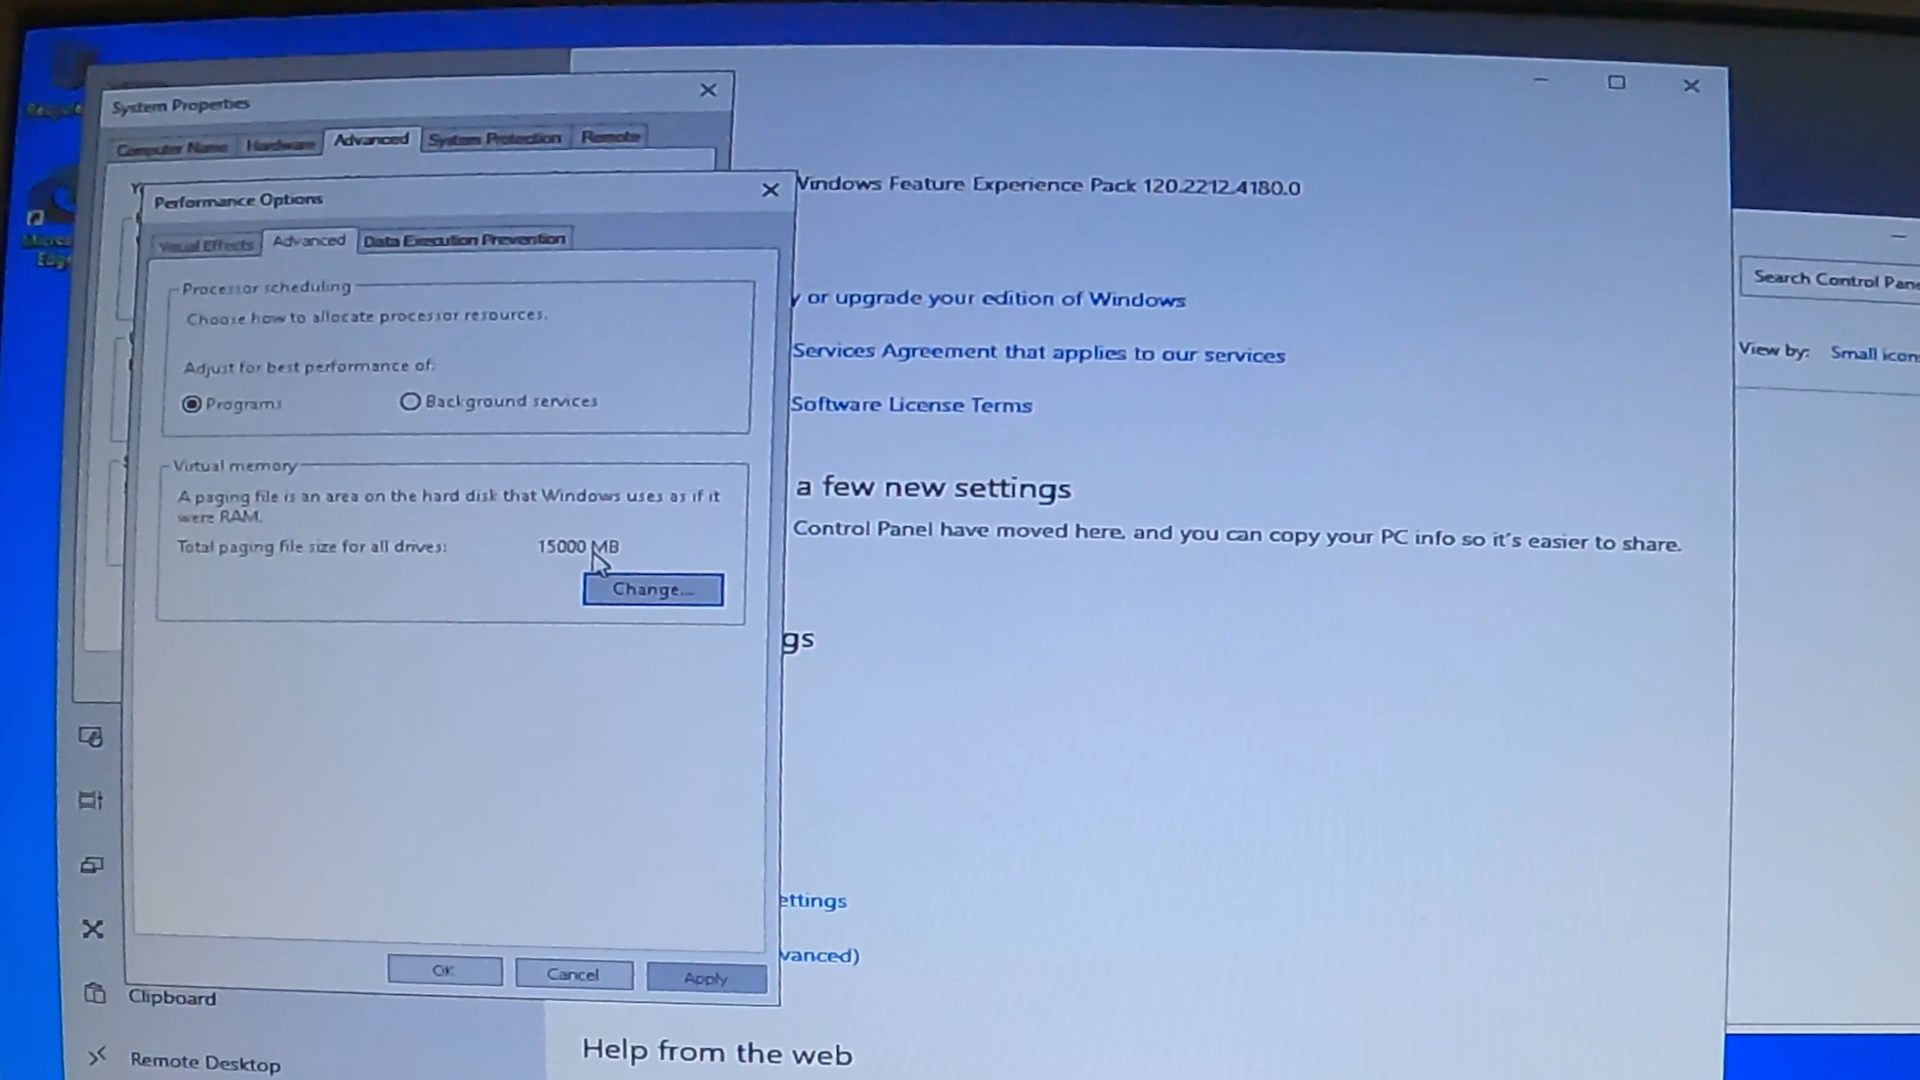 System Properties
Computer Name
Hardware
Advanced
System Protection
Remote
Performance Options
Visual Effects
Advanced
Data Execution Prevention
Processor scheduling
Choose how to allocate processor resources.
Adjust for best performance of:
Programs
Background services
Virtual memory
A paging file is an area on the hard disk that Windows uses as if it
were RAM.
Total paging file size for all drives:
15000 MB
Change...
OK
Cancel
Apply
Windows Feature Experience Pack 120.2212.4180.0
y or upgrade your edition of Windows
Services Agreement that applies to our services
Software License Terms
a few new settings
Control Panel have moved here, and you can copy your PC info so it's easier to share.
gs
ettings
vanced)
Help from the web
Clipboard
Remote Desktop
Search Control Pane
View by:
Small icons